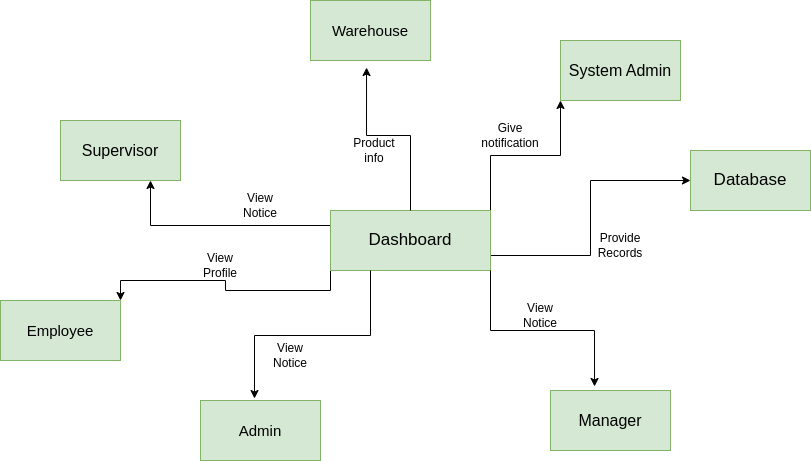 Warehouse
System Admin
Give
notification
Product
info
Supervisor
Database
View
Notice
Dashboard
Provide
Records
View
Profile
Employee
View
Notice
View
Notice
Manager
Admin